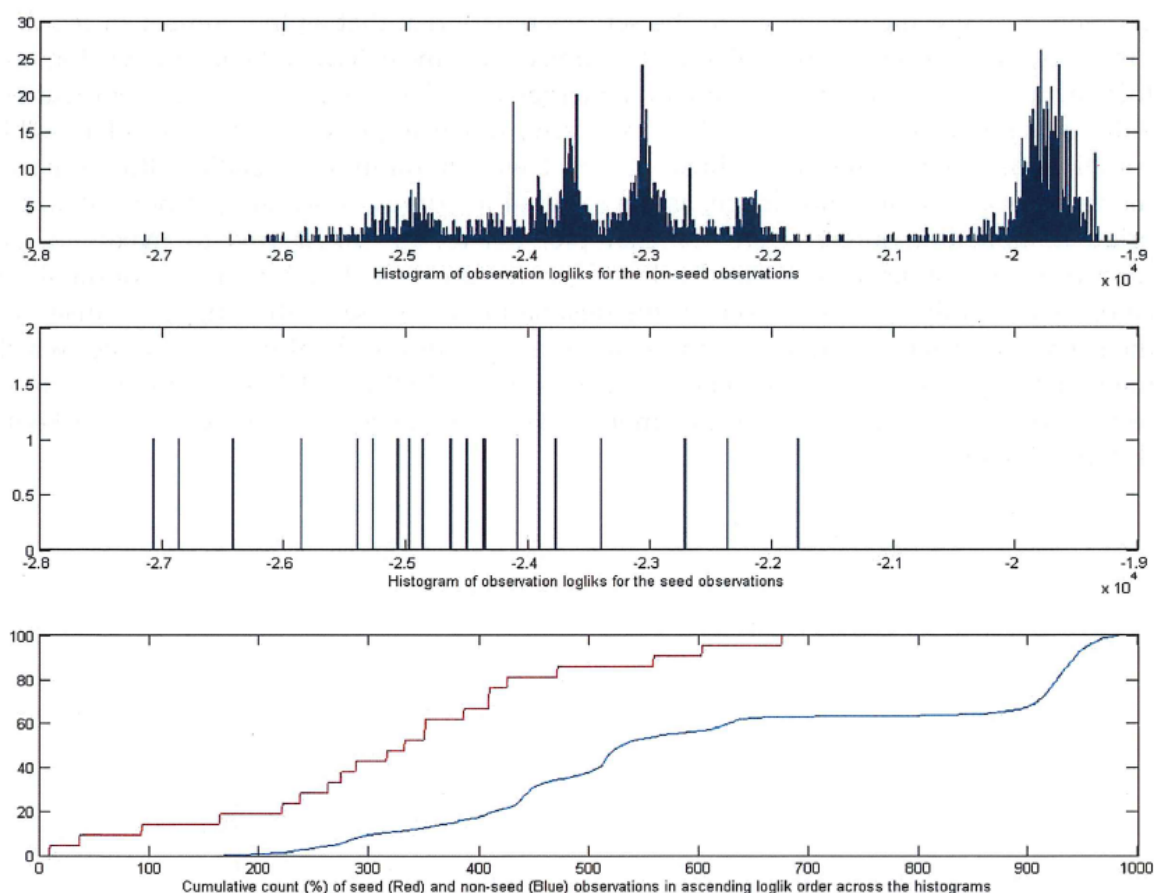 30
25
20
15
10
5
0
-2.8 -2.7 -2.6 -2.5 -2.4 -2.3 -2.2 -2.1 -2 -1.9
Histogram of observation logliks for the non-seed observations
x 10^4
2
1.5
1
0.5
0
-2.8 -2.7 -2.6 -2.5 -2.4 -2.3 -2.2 -2.1 -2 -1.9
Histogram of observation logliks for the seed observations
x 10^4
100
80
60
40
20
0
0 100 200 300 400 500 600 700 800 900 1000
Cumulative count (%) of seed (Red) and non-seed (Blue) observations in ascending loglik order across the histograms